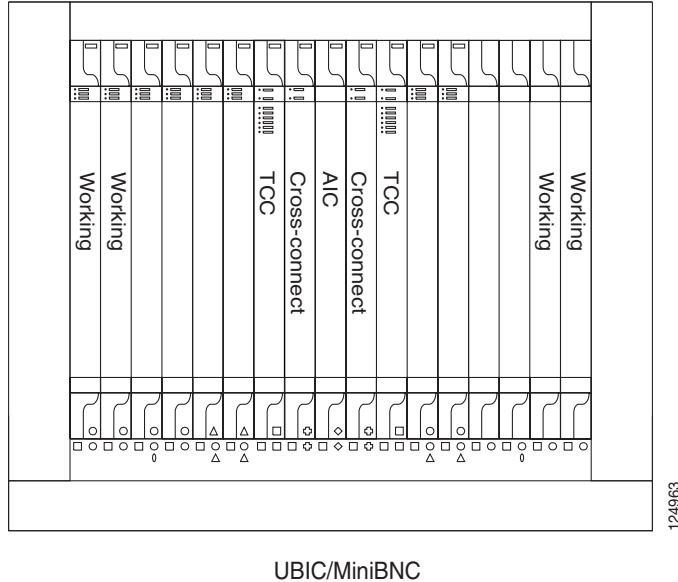 Working
Working
TCC
Cross-connect
AIC
Cross-connect
TCC
Working
Working
124963
UBIC/MiniBNC